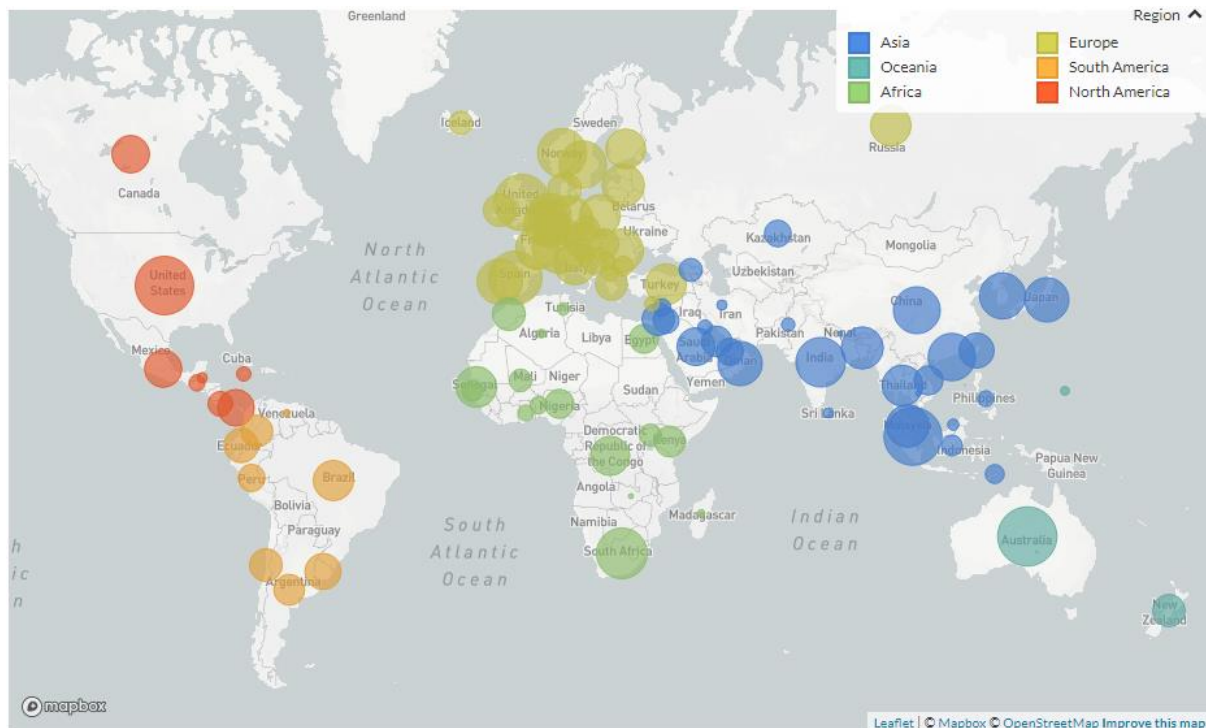 Greenland
Region
Asia
Europe
Oceania
South America
Africa
North America
Iceland
Sweden
Norway
Russia
Canada
United
Belarus
Ukraine
Kazakhstan
Mongolia
North
Atlantic
Ocean
United
States
Spain
Italy
Turkey
Uzbekistan
China
Japan
Tunisia
Iraq
Iran
Algeria
Libya
Egypt
Pakistan
Nepal
Mexico
Cuba
Saudi
Arabia
Oman
India
Mali
Niger
Senegal
Sudan
Yemen
Thailand
Philippines
Venezuela
Nigeria
Sri Lanka
Ecuador
Democratic
Republic of
the Congo
Kenya
Malaysia
Indonesia
Papua New
Guinea
Peru
Brazil
Angola
Bolivia
Namibia
Madagascar
Paraguay
South
Atlantic
Ocean
Indian
Ocean
South Africa
Australia
Argentina
New
Zealand
mapbox
Leaflet | © Mapbox © OpenStreetMap Improve this map